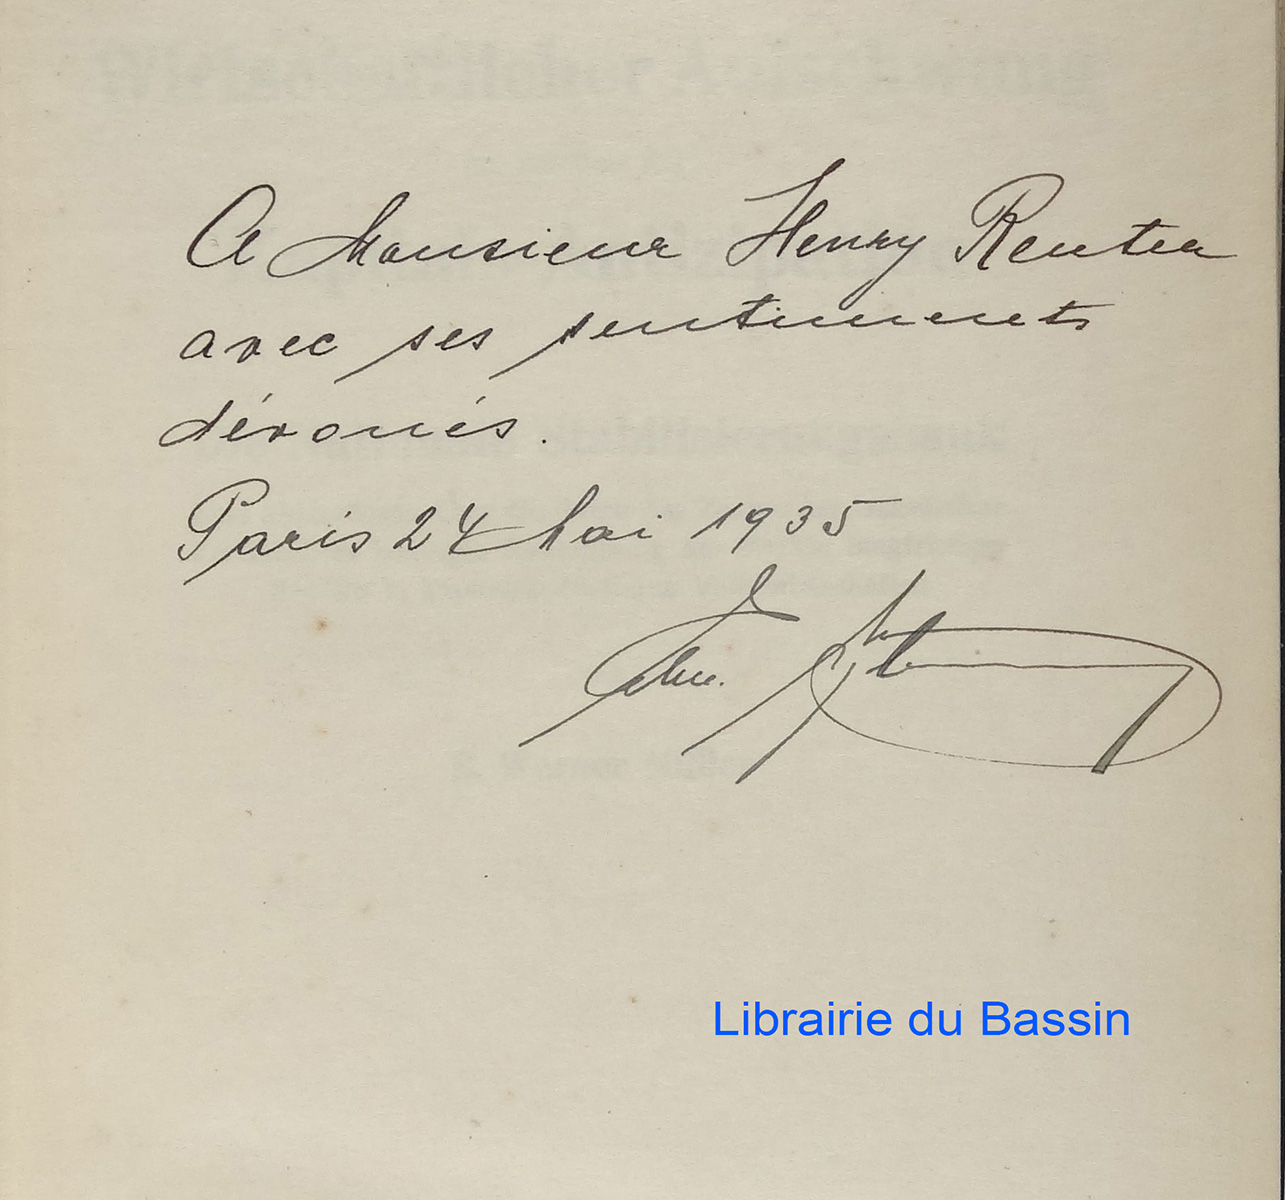 A Monsieur Henry Reuter
avec ses sentiments
dévoués.
Paris 24 Mai 1935
Librairie du Bassin